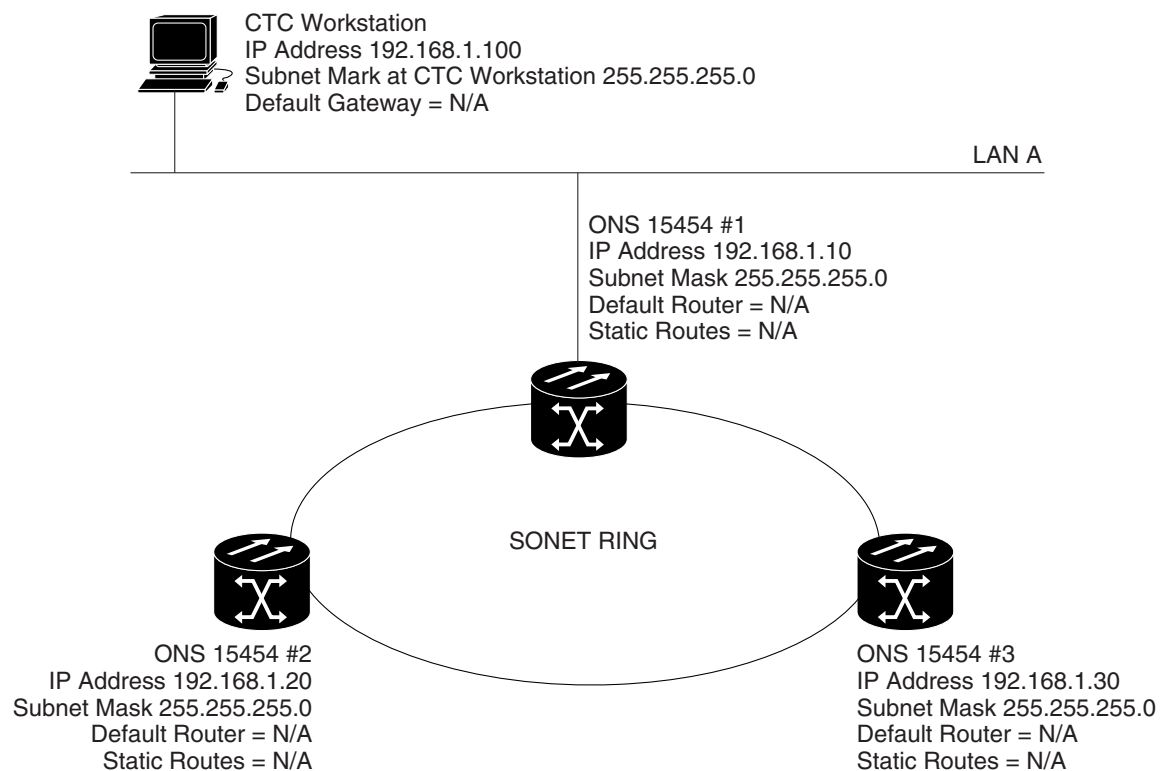 CTC Workstation
IP Address 192.168.1.100
Subnet Mark at CTC Workstation 255.255.255.0
Default Gateway = N/A
LAN A
ONS 15454 #1
IP Address 192.168.1.10
Subnet Mask 255.255.255.0
Default Router = N/A
Static Routes = N/A
SONET RING
ONS 15454 #2
IP Address 192.168.1.20
Subnet Mask 255.255.255.0
Default Router = N/A
Static Routes = N/A
ONS 15454 #3
IP Address 192.168.1.30
Subnet Mask 255.255.255.0
Default Router = N/A
Static Routes = N/A